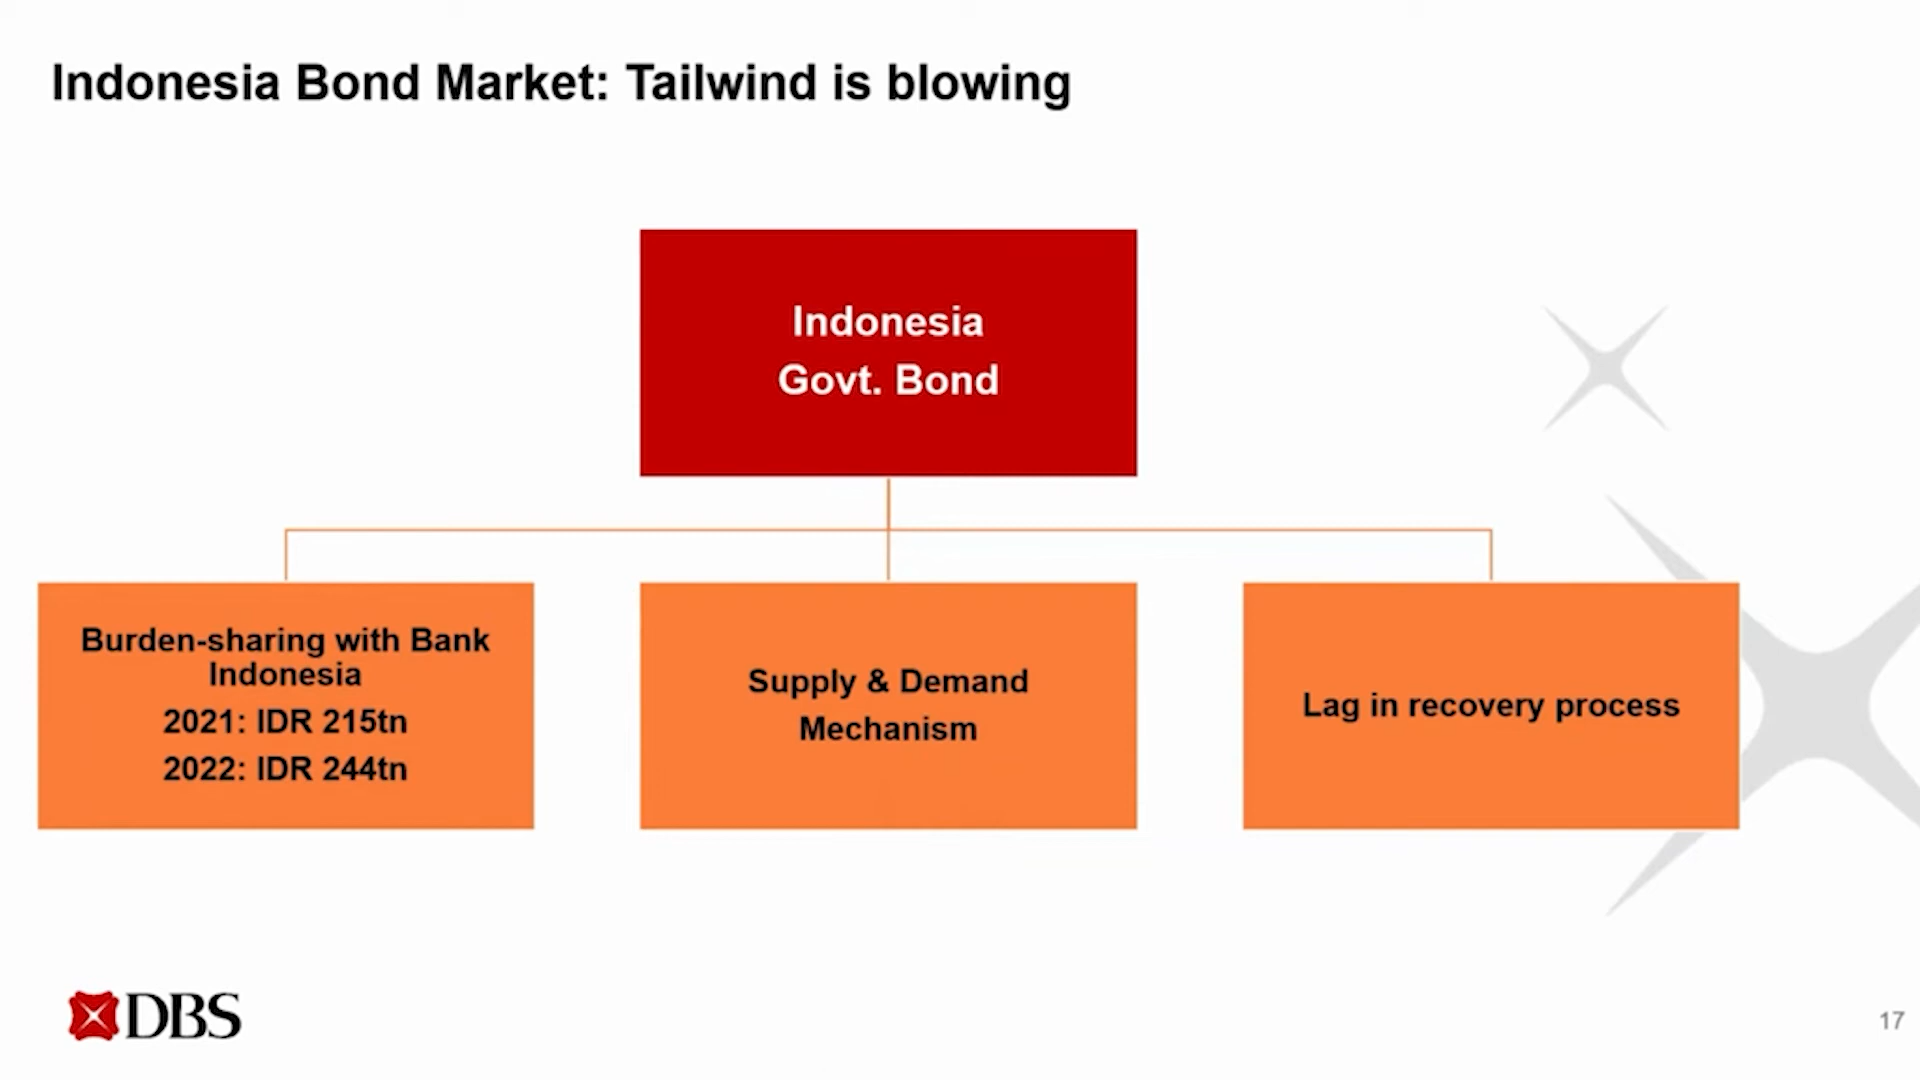 Indonesia Bond Market: Tailwind is blowing
Indonesia
Govt. Bond
Burden-sharing with Bank
Indonesia
2021: IDR 215tn
2022: IDR 244tn
Supply & Demand
Mechanism
Lag in recovery process
DBS
17